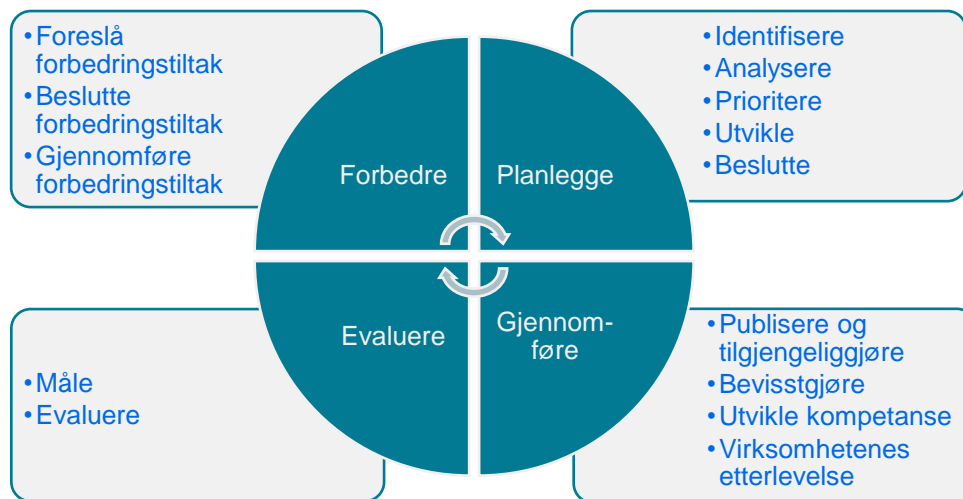 • Foreslå
forbedringstiltak
• Beslutte
forbedringstiltak
• Gjennomføre
forbedringstiltak
• Identifisere
• Analysere
• Prioritere
• Utvikle
• Beslutte
Forbedre
Planlegge
Evaluere
Gjennom-
føre
• Måle
• Evaluere
• Publisere og
tilgjengeliggjøre
• Bevisstgjøre
• Utvikle kompetanse
• Virksomhetenes
etterlevelse